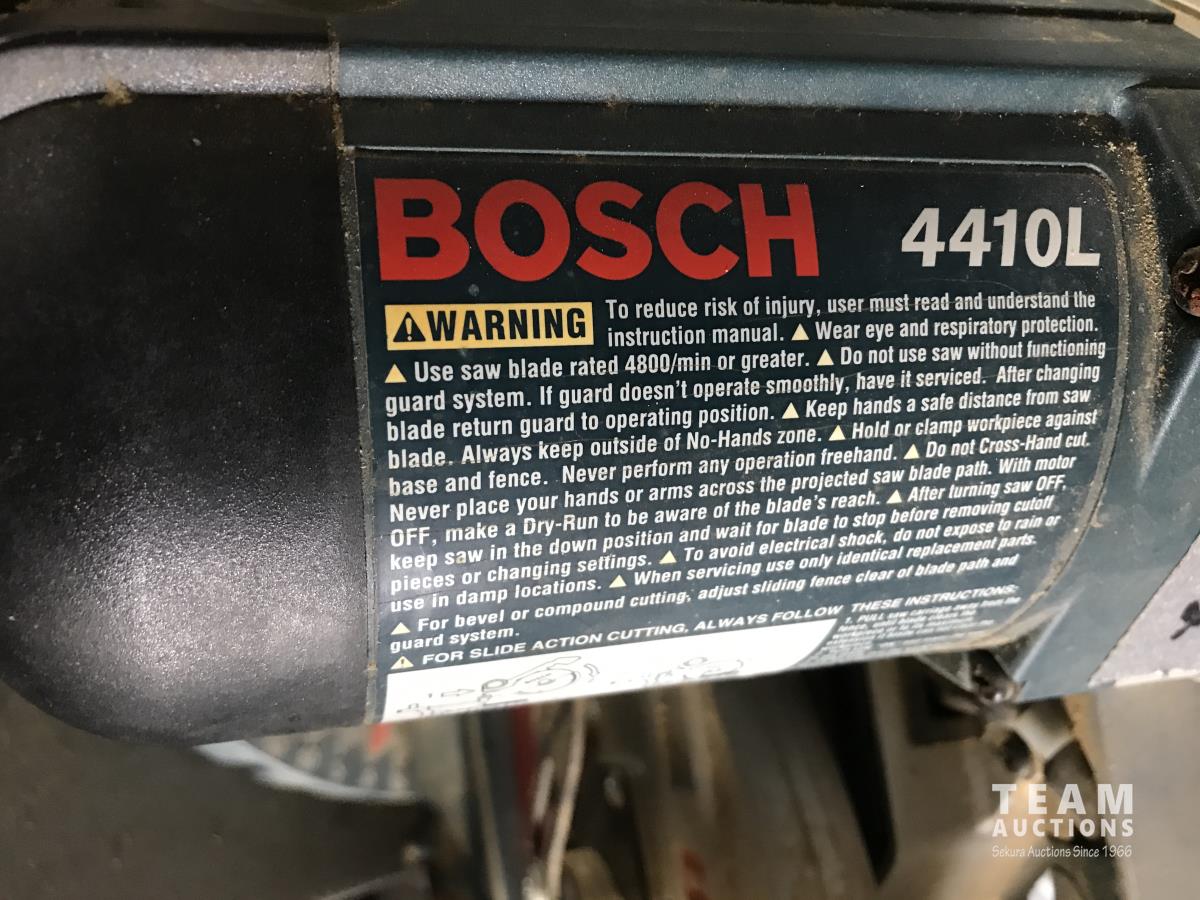 BOSCH 4410L
⚠WARNING To reduce risk of injury, user must read and understand the
instruction manual. ▲ Wear eye and respiratory protection.
▲ Use saw blade rated 4800/min or greater. ▲ Do not use saw without functioning
guard system. If guard doesn't operate smoothly, have it serviced. After changing
blade return guard to operating position. ▲ Keep hands a safe distance from saw
blade. Always keep outside of No-Hands zone. ▲ Hold or clamp workpiece against
base and fence. Never perform any operation freehand. ▲ Do not Cross-Hand cut.
Never place your hands or arms across the projected saw blade path. With motor
OFF, make a Dry-Run to be aware of the blade's reach. ▲ After turning saw OFF,
keep saw in the down position and wait for blade to stop before removing cutoff
pieces or changing settings. ▲ To avoid electrical shock, do not expose to rain or
use in damp locations. ▲ When servicing use only identical replacement parts.
▲ For bevel or compound cutting, adjust sliding fence clear of blade path and
guard system.
⚠ FOR SLIDE ACTION CUTTING, ALWAYS FOLLOW THESE INSTRUCTIONS:
1. PULL saw carriage away from the
TEAM
AUCTIONS
Sekura Auctions Since 1966